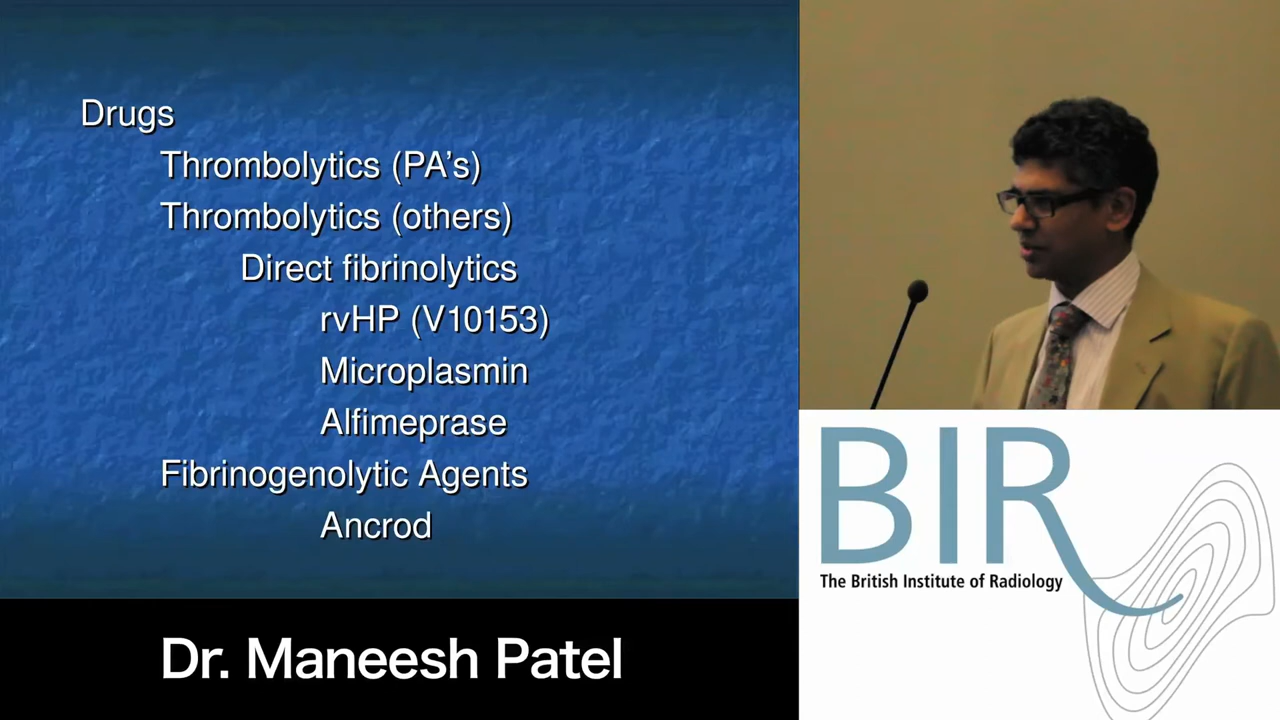 Drugs
Thrombolytics (PA's)
Thrombolytics (others)
Direct fibrinolytics
rvHP (V10153)
Microplasmin
Alfimeprase
Fibrinogenolytic Agents
Ancrod
Dr. Maneesh Patel
BIR
The British Institute of Radiology